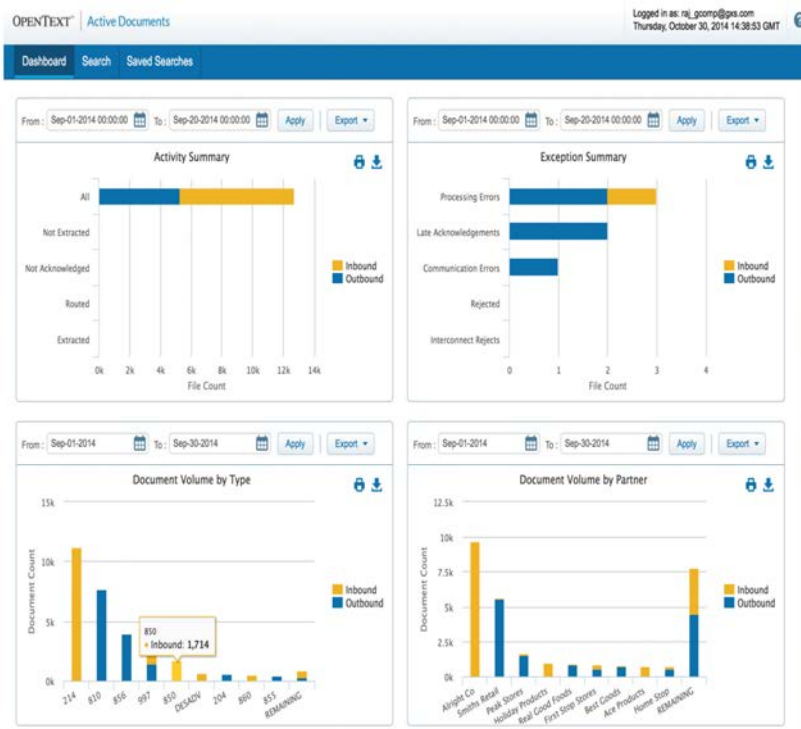 OPENTEXT™ Active Documents
Logged in as: raj_gcomp@gxs.com
Thursday, October 30, 2014 14:38:53 GMT
Dashboard Search Saved Searches
From : Sep-01-2014 00:00:00 To : Sep-20-2014 00:00:00 Apply Export
Activity Summary
All
Not Extracted
Not Acknowledged
Routed
Extracted
0k 2k 4k 6k 8k 10k 12k 14k
File Count
Inbound
Outbound
From : Sep-01-2014 00:00:00 To : Sep-20-2014 00:00:00 Apply Export
Exception Summary
Processing Errors
Late Acknowledgements
Communication Errors
Rejected
Interconnect Rejects
0 1 2 3 4
File Count
Inbound
Outbound
From : Sep-01-2014 To : Sep-30-2014 Apply Export
Document Volume by Type
15k
10k
5k
0k
Document Count
850
Inbound: 1,714
214 810 856 997 850 DESADV 204 860 855 REMAINING
Inbound
Outbound
From : Sep-01-2014 To : Sep-30-2014 Apply Export
Document Volume by Partner
12.5k
10k
7.5k
5k
2.5k
0k
Document Count
Alright Co Smiths Retail Peak Stores Holiday Products Real Good Foods First Stop Stores Best Goods Ace Products Home Stop REMAINING
Inbound
Outbound